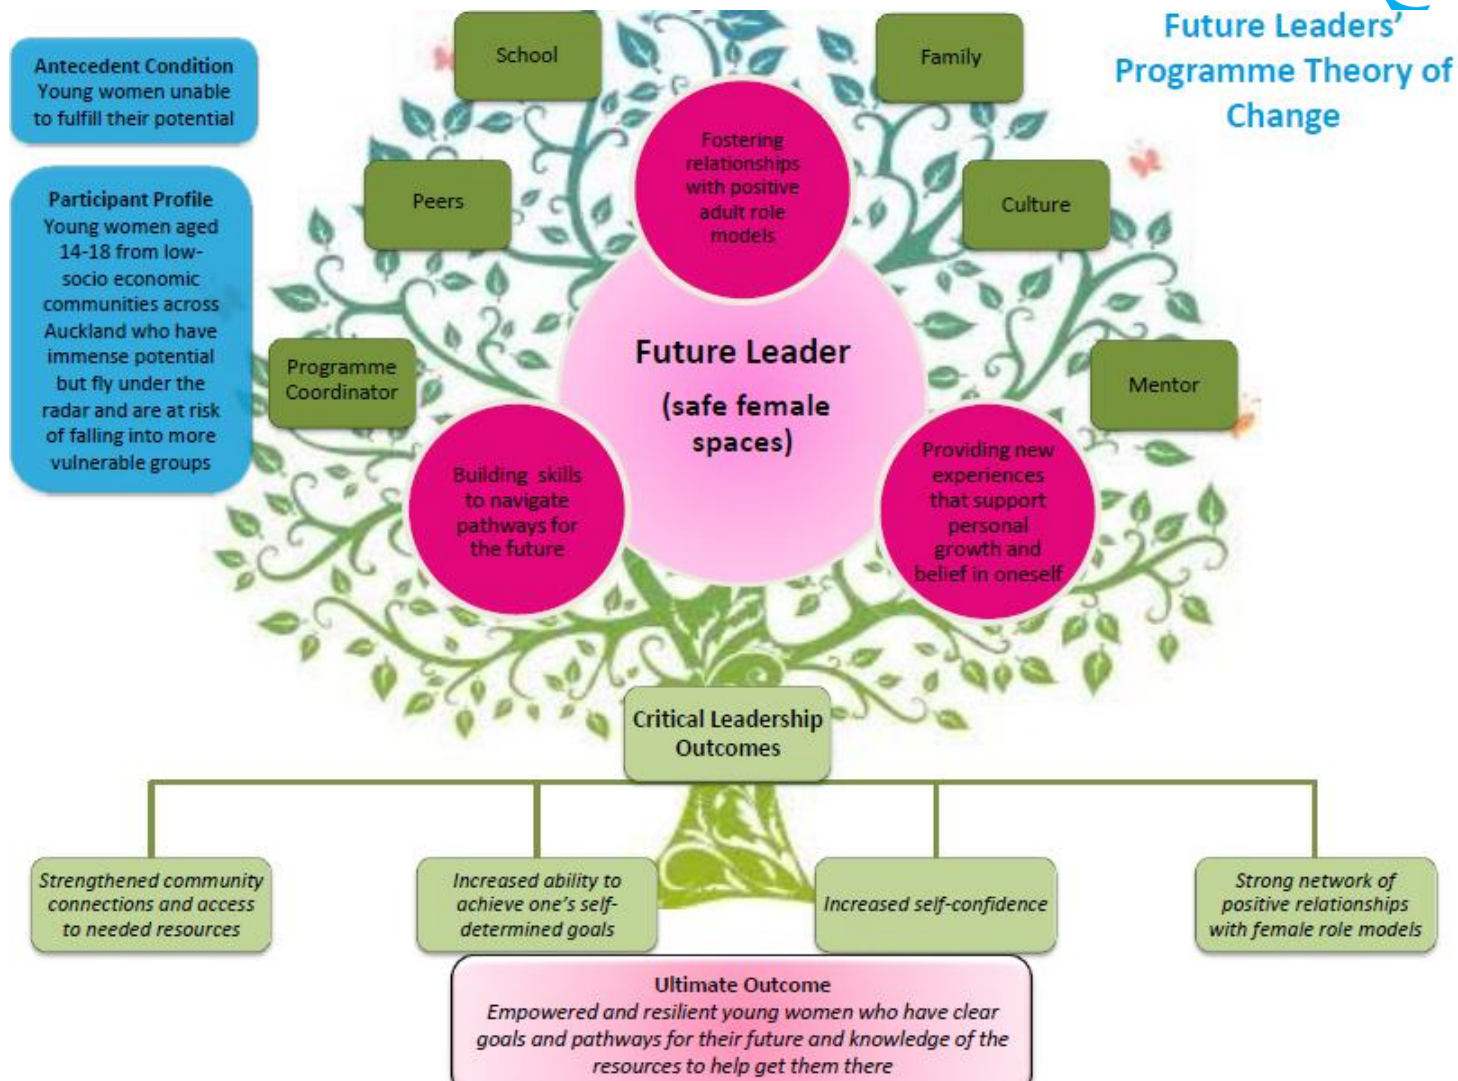 Future Leaders’
Programme Theory of
Change
Antecedent Condition
Young women unable
to fulfill their potential
Participant Profile
Young women aged
14-18 from low-
socio economic
communities across
Auckland who have
immense potential
but fly under the
radar and are at risk
of falling into more
vulnerable groups
School
Family
Peers
Culture
Programme
Coordinator
Mentor
Fostering
relationships
with positive
adult role
models
Future Leader
(safe female
spaces)
Building skills
to navigate
pathways for
the future
Providing new
experiences
that support
personal
growth and
belief in oneself
Critical Leadership
Outcomes
Strengthened community
connections and access
to needed resources
Increased ability to
achieve one’s self-
determined goals
Increased self-confidence
Strong network of
positive relationships
with female role models
Ultimate Outcome
Empowered and resilient young women who have clear
goals and pathways for their future and knowledge of the
resources to help get them there